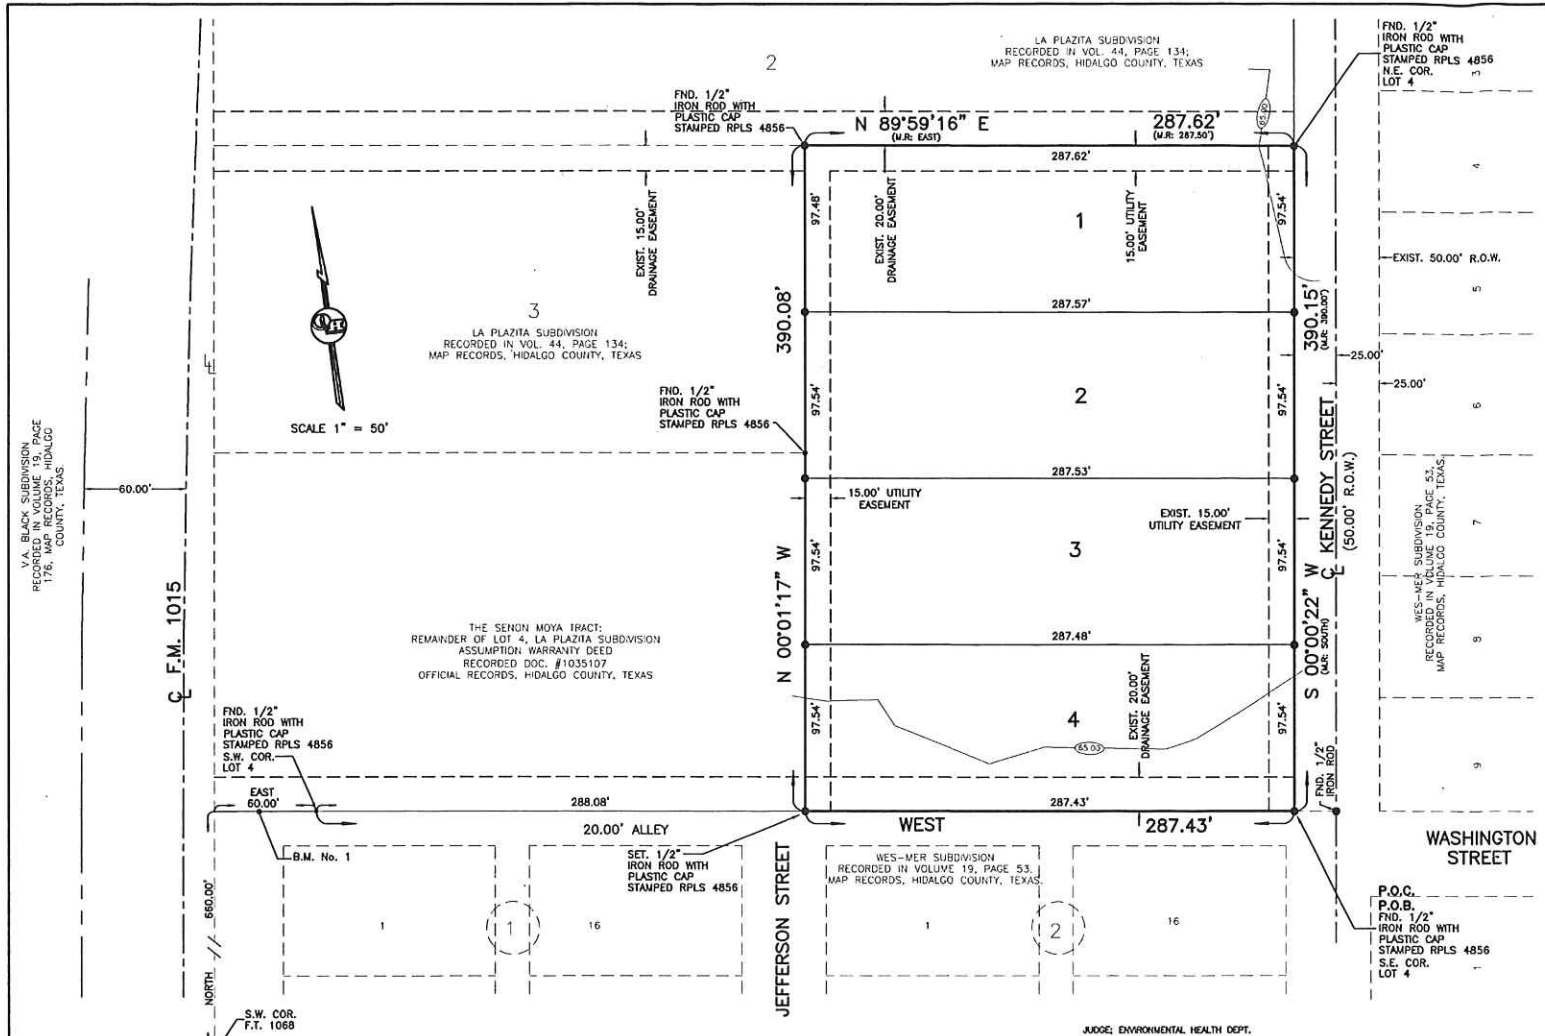 LA PLAZITA SUBDIVISION
RECORDED IN VOL. 44, PAGE 134;
MAP RECORDS, HIDALGO COUNTY, TEXAS
2
FND. 1/2"
IRON ROD WITH
PLASTIC CAP
STAMPED RPLS 4856
N.E. COR.
LOT 4
3
FND. 1/2"
IRON ROD WITH
PLASTIC CAP
STAMPED RPLS 4856
N 89°59'16" E
(M.R: EAST)
287.62'
(M.R: 287.50')
65.00
287.62'
97.48'
97.54'
EXIST. 15.00'
DRAINAGE EASEMENT
EXIST. 20.00'
DRAINAGE EASEMENT
15.00' UTILITY
EASEMENT
1
4
EXIST. 50.00' R.O.W.
5
3
LA PLAZITA SUBDIVISION
RECORDED IN VOL. 44, PAGE 134;
MAP RECORDS, HIDALGO COUNTY, TEXAS
SCALE 1" = 50'
390.08'
287.57'
390.15'
(M.R: 390.00')
25.00'
25.00'
2
97.54'
97.54'
6
FND. 1/2"
IRON ROD WITH
PLASTIC CAP
STAMPED RPLS 4856
287.53'
V.A. BLACK SUBDIVISION
RECORDED IN VOLUME 19, PAGE
176, MAP RECORDS, HIDALGO
COUNTY, TEXAS.
60.00'
15.00' UTILITY
EASEMENT
EXIST. 15.00'
UTILITY EASEMENT
KENNEDY STREET
(50.00' R.O.W.)
WES-MER SUBDIVISION
RECORDED IN VOLUME 19, PAGE 53,
MAP RECORDS, HIDALGO COUNTY, TEXAS.
7
3
97.54'
97.54'
N 00°01'17" W
S 00°00'22" W
(M.R: SOUTH)
F.M. 1015
THE SENON MOYA TRACT:
REMAINDER OF LOT 4, LA PLAZITA SUBDIVISION
ASSUMPTION WARRANTY DEED
RECORDED DOC. #1035107
OFFICIAL RECORDS, HIDALGO COUNTY, TEXAS
287.48'
8
4
97.54'
97.54'
EXIST. 20.00'
DRAINAGE EASEMENT
65.03
9
FND. 1/2"
IRON ROD WITH
PLASTIC CAP
STAMPED RPLS 4856
S.W. COR.
LOT 4
FND. 1/2"
IRON ROD
EAST
60.00'
288.08'
287.43'
20.00' ALLEY
WEST
287.43'
B.M. No. 1
SET. 1/2"
IRON ROD WITH
PLASTIC CAP
STAMPED RPLS 4856
JEFFERSON STREET
WES-MER SUBDIVISION
RECORDED IN VOLUVE 19, PAGE 53,
MAP RECORDS, HIDALGO COUNTY, TEXAS.
WASHINGTON
STREET
P.O.C.
P.O.B.
FND. 1/2"
IRON ROD WITH
PLASTIC CAP
STAMPED RPLS 4856
S.E. COR.
LOT 4
1
1
1
16
1
2
16
NORTH 660.00'
S.W. COR.
F.T. 1068
JUDGE; ENVIRONMENTAL HEALTH DEPT.